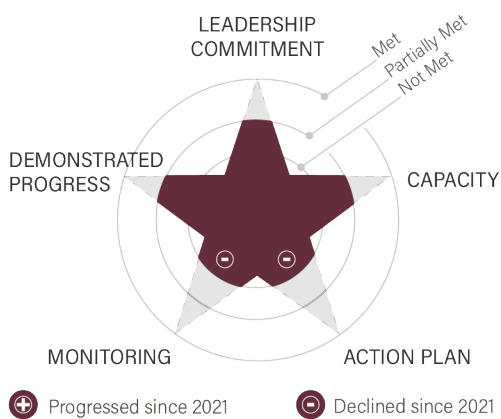 LEADERSHIP
COMMITMENT
Met
Partially Met
Not Met
DEMONSTRATED
PROGRESS
CAPACITY
MONITORING
ACTION PLAN
Progressed since 2021
Declined since 2021